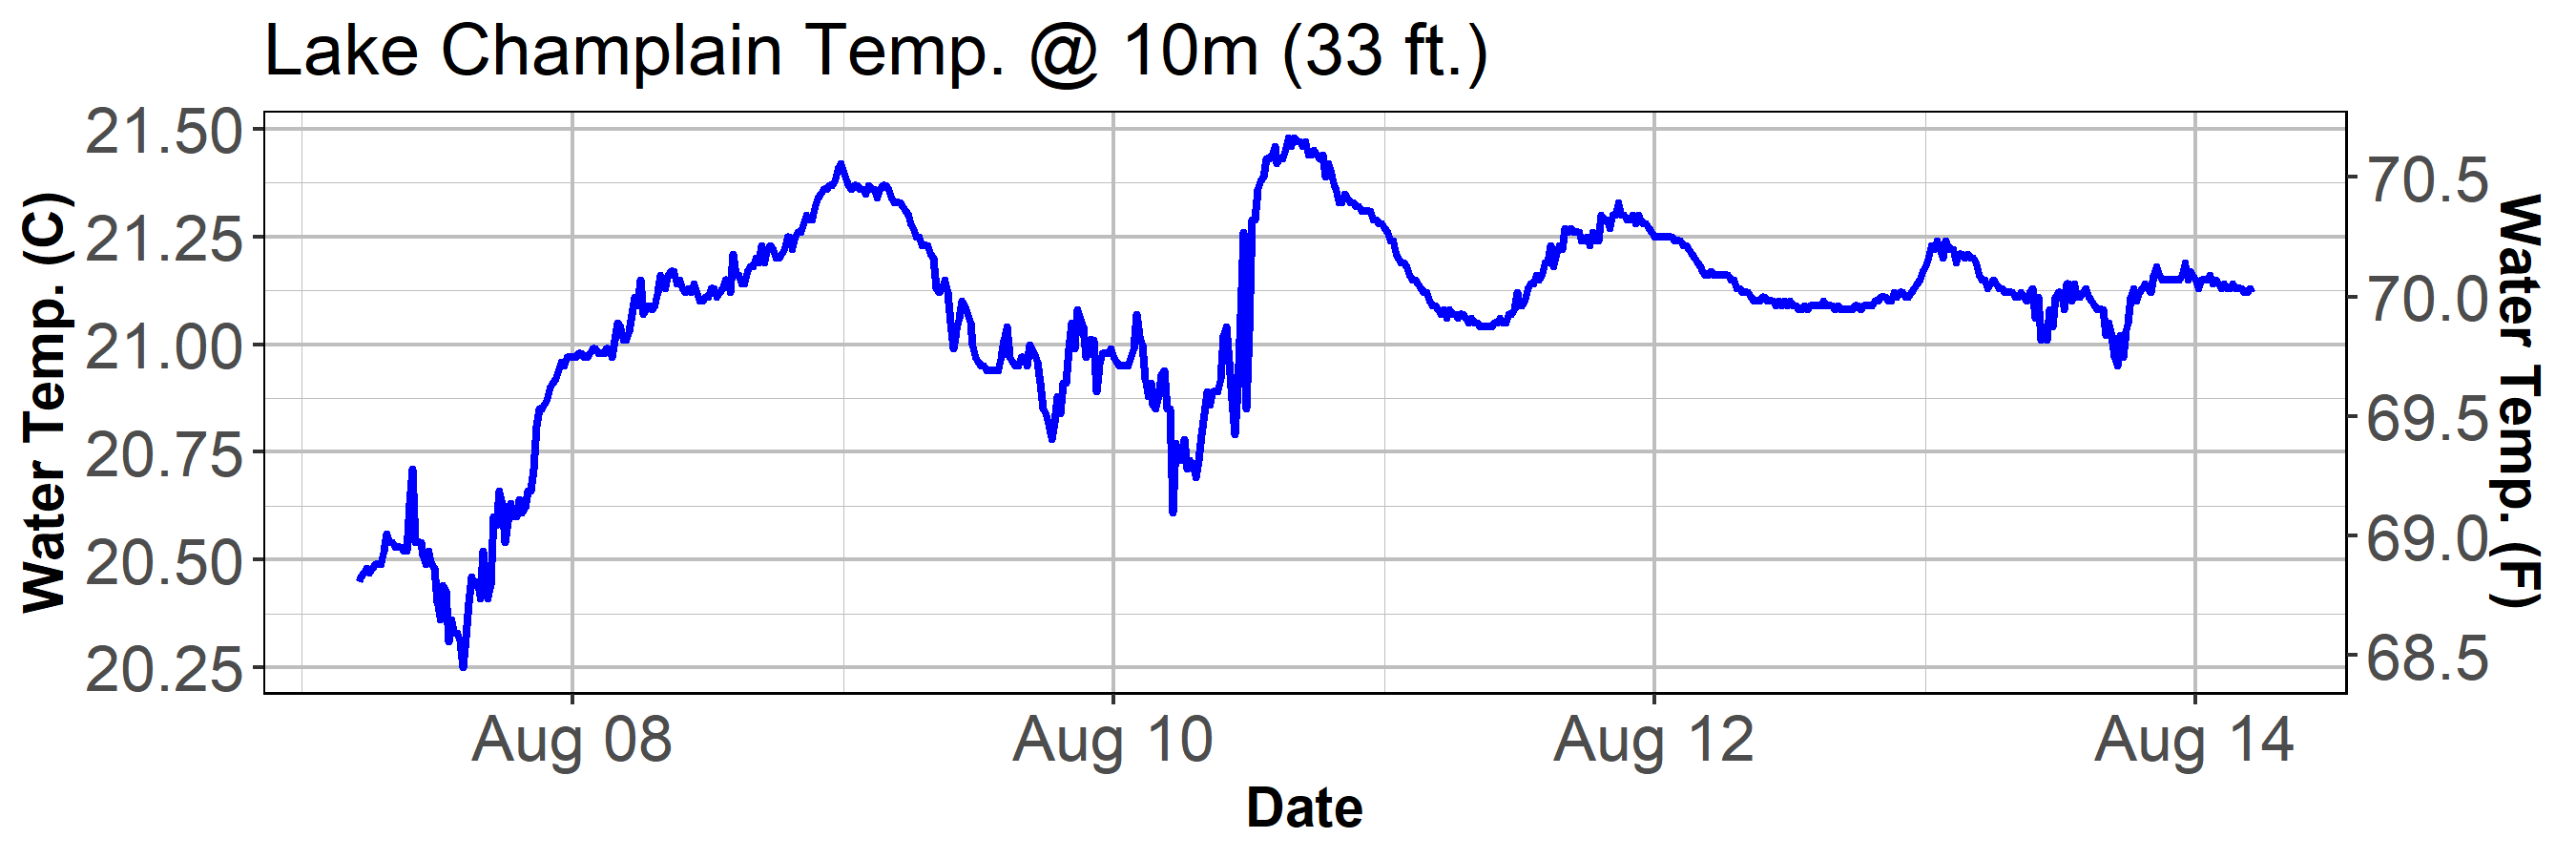 Lake Champlain Temp. @ 10m (33 ft.)
Water Temp. (C)
21.50
21.25
21.00
20.75
20.50
20.25
70.5
70.0
69.5
69.0
68.5
Water Temp. (F)
Aug 08
Aug 10
Aug 12
Aug 14
Date